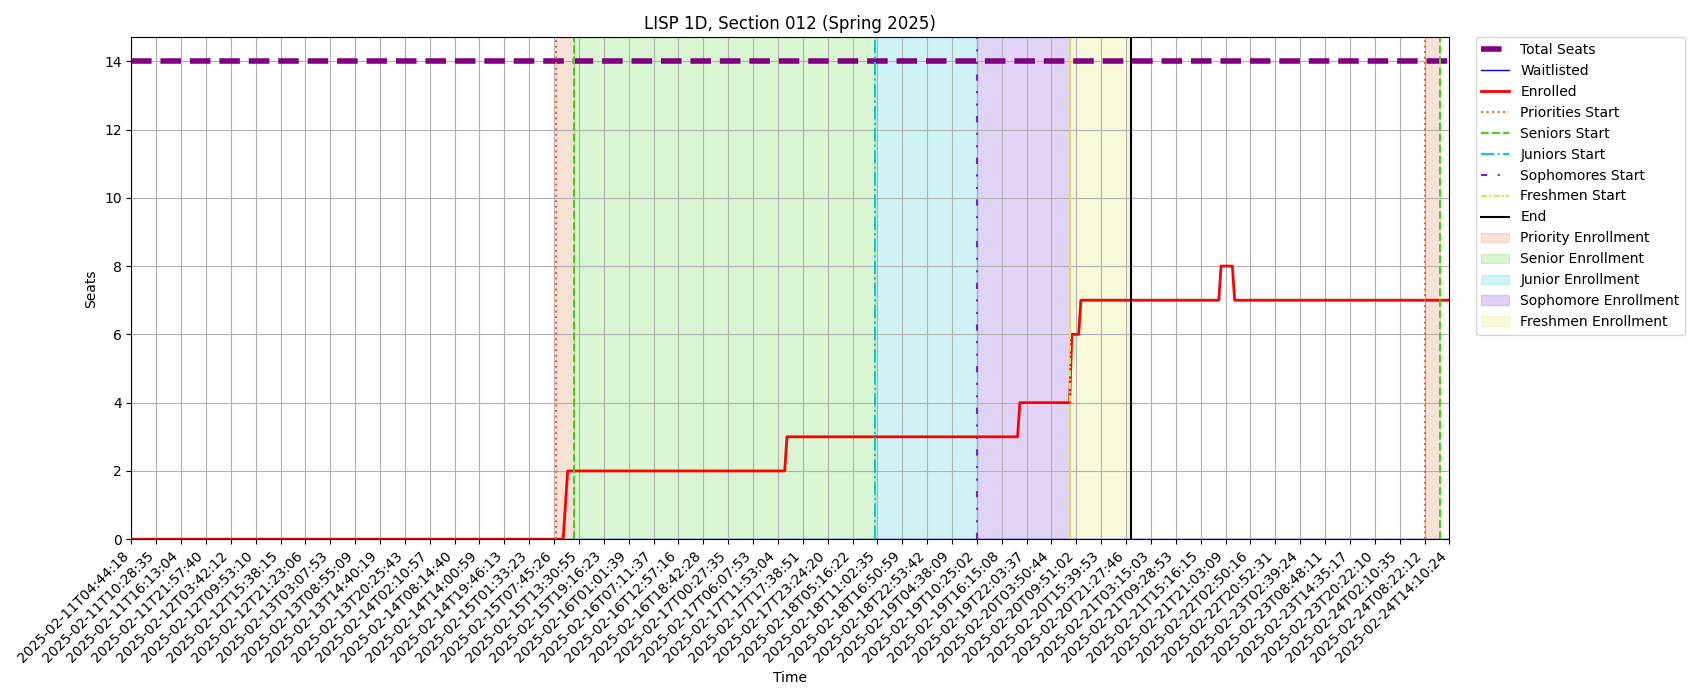 LISP 1D, Section 012 (Spring 2025)
Seats
14
12
10
8
6
4
2
0
2025-02-11T04:44:18
2025-02-11T10:28:35
2025-02-11T16:13:04
2025-02-11T21:57:40
2025-02-12T03:42:12
2025-02-12T09:53:10
2025-02-12T15:38:15
2025-02-12T21:23:06
2025-02-13T03:07:53
2025-02-13T08:55:09
2025-02-13T14:40:19
2025-02-13T20:25:43
2025-02-14T02:10:57
2025-02-14T08:14:40
2025-02-14T14:00:59
2025-02-14T19:46:13
2025-02-15T01:33:23
2025-02-15T07:45:26
2025-02-15T13:30:55
2025-02-15T19:16:23
2025-02-16T01:01:39
2025-02-16T07:11:37
2025-02-16T12:57:16
2025-02-16T18:42:28
2025-02-17T00:27:35
2025-02-17T06:07:53
2025-02-17T11:53:04
2025-02-17T17:38:51
2025-02-17T23:24:20
2025-02-18T05:16:22
2025-02-18T11:02:35
2025-02-18T16:50:59
2025-02-18T22:53:42
2025-02-19T04:38:09
2025-02-19T10:25:02
2025-02-19T16:15:08
2025-02-19T22:03:37
2025-02-20T03:50:44
2025-02-20T09:51:02
2025-02-20T15:39:53
2025-02-20T21:27:46
2025-02-21T03:15:03
2025-02-21T09:28:53
2025-02-21T15:16:15
2025-02-21T21:03:09
2025-02-22T02:50:16
2025-02-22T20:52:31
2025-02-23T02:39:24
2025-02-23T08:48:11
2025-02-23T14:35:17
2025-02-23T20:22:10
2025-02-24T02:10:35
2025-02-24T08:22:12
2025-02-24T14:10:24
Time
Total Seats
Waitlisted
Enrolled
Priorities Start
Seniors Start
Juniors Start
Sophomores Start
Freshmen Start
End
Priority Enrollment
Senior Enrollment
Junior Enrollment
Sophomore Enrollment
Freshmen Enrollment